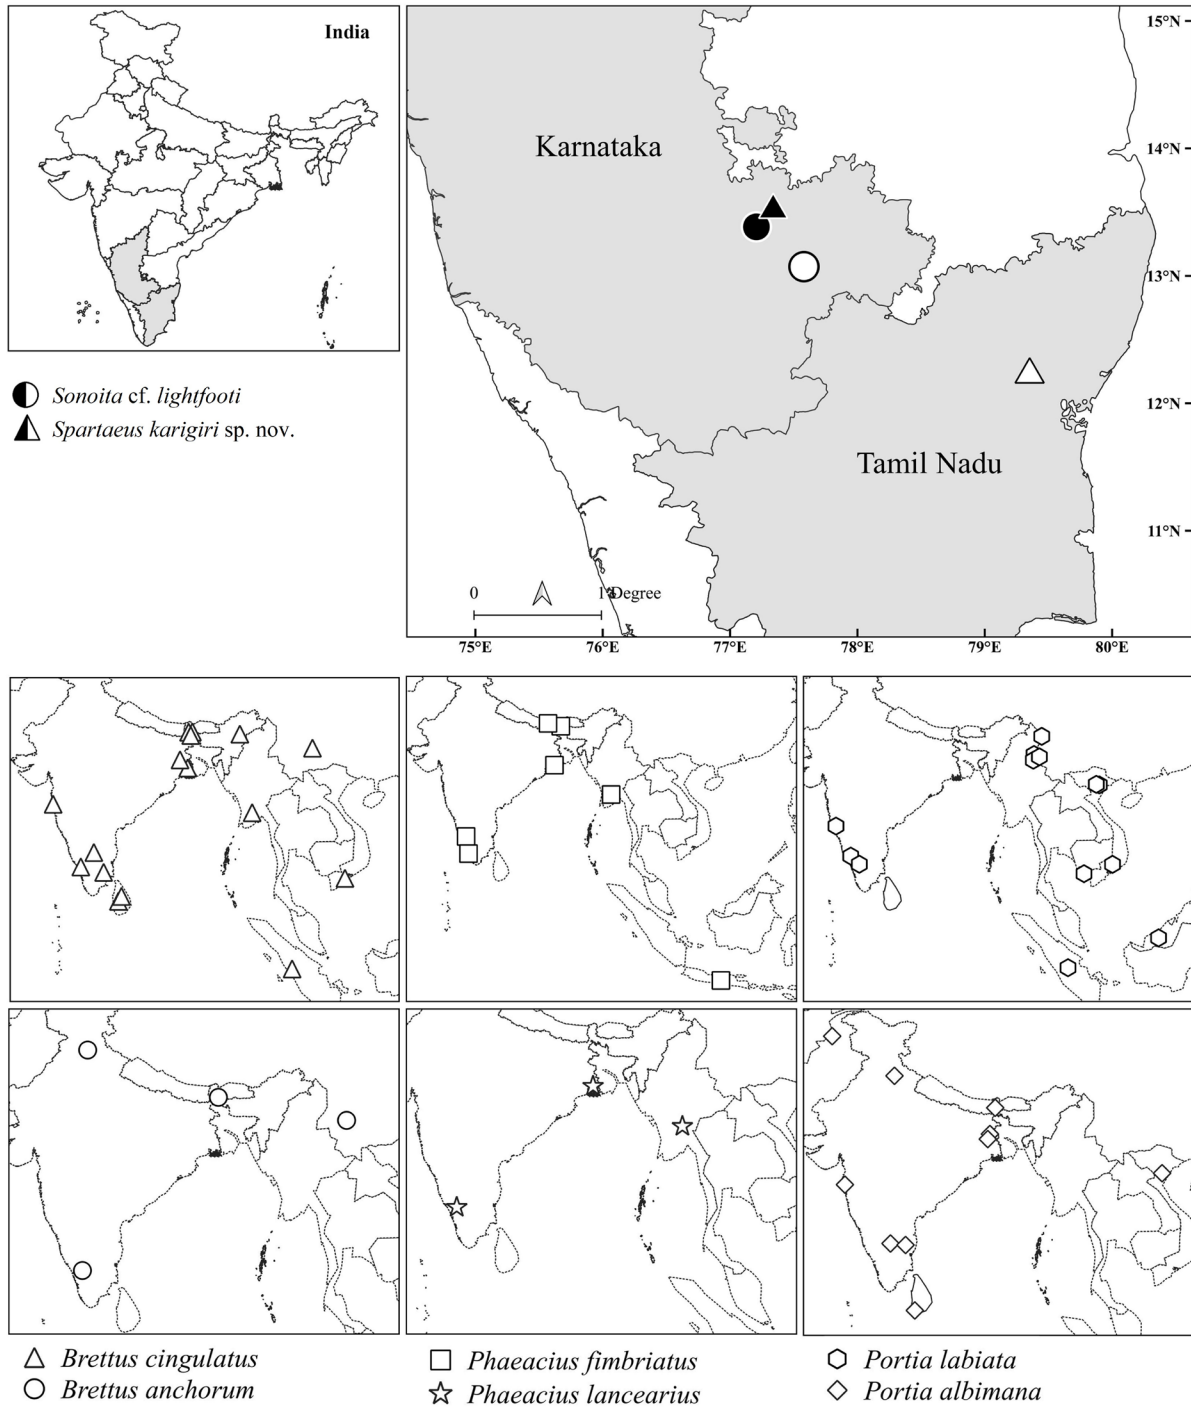 India
Sonoita cf. lightfooti
Spartaeus karigiri sp. nov.
Karnataka
Tamil Nadu
15°N
14°N
13°N
12°N
11°N
0 1 Degree
75°E 76°E 77°E 78°E 79°E 80°E
Brettus cingulatus
Brettus anchorum
Phaeacius fimbriatus
Phaeacius lancearius
Portia labiata
Portia albimana